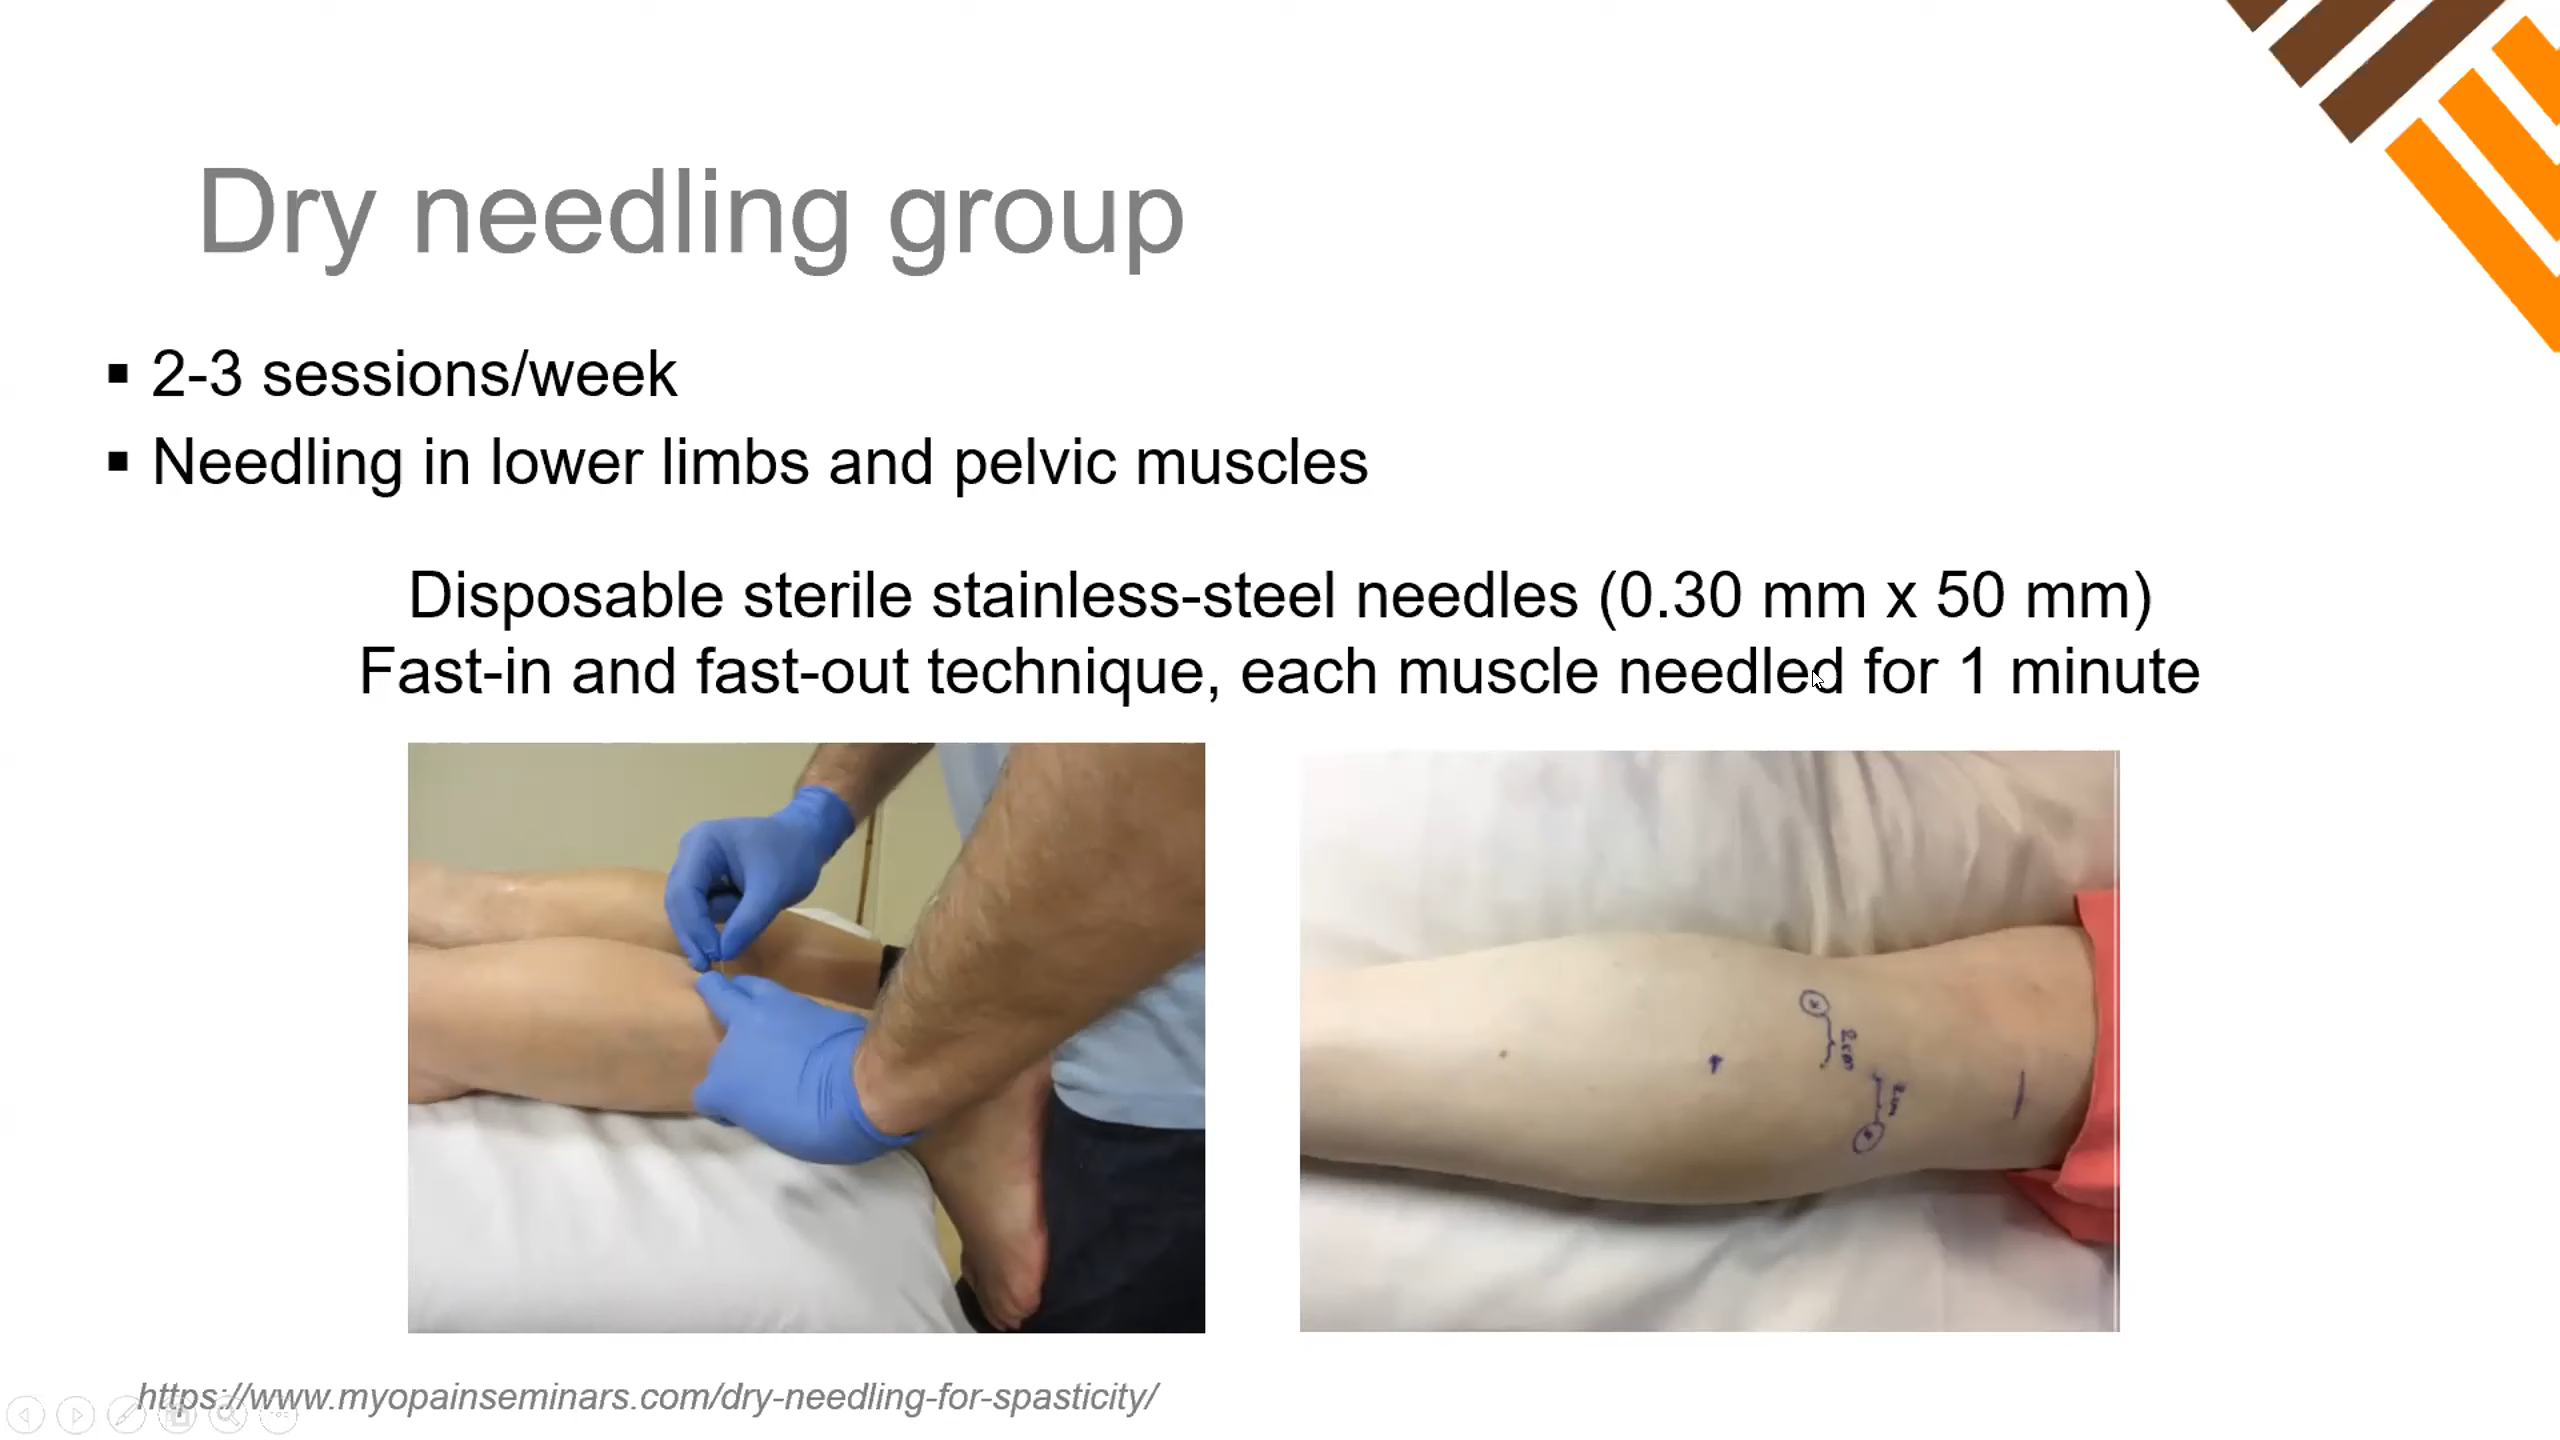 Dry needling group
▪ 2-3 sessions/week
▪ Needling in lower limbs and pelvic muscles
Disposable sterile stainless-steel needles (0.30 mm x 50 mm)
Fast-in and fast-out technique, each muscle needled for 1 minute
2cm
2cm
https://www.myopainseminars.com/dry-needling-for-spasticity/